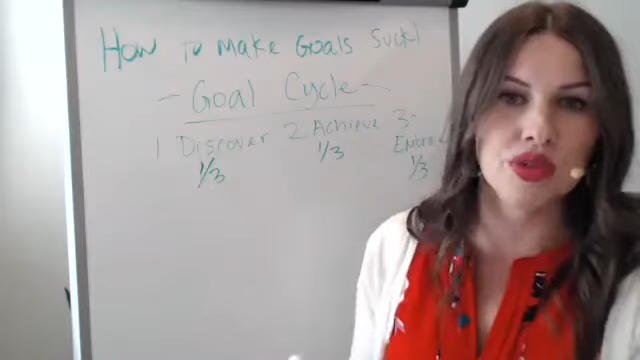 How To Make Goals Suck!
- Goal Cycle -
1 Discover 2 Achieve 3-
1/3 1/3 1/3